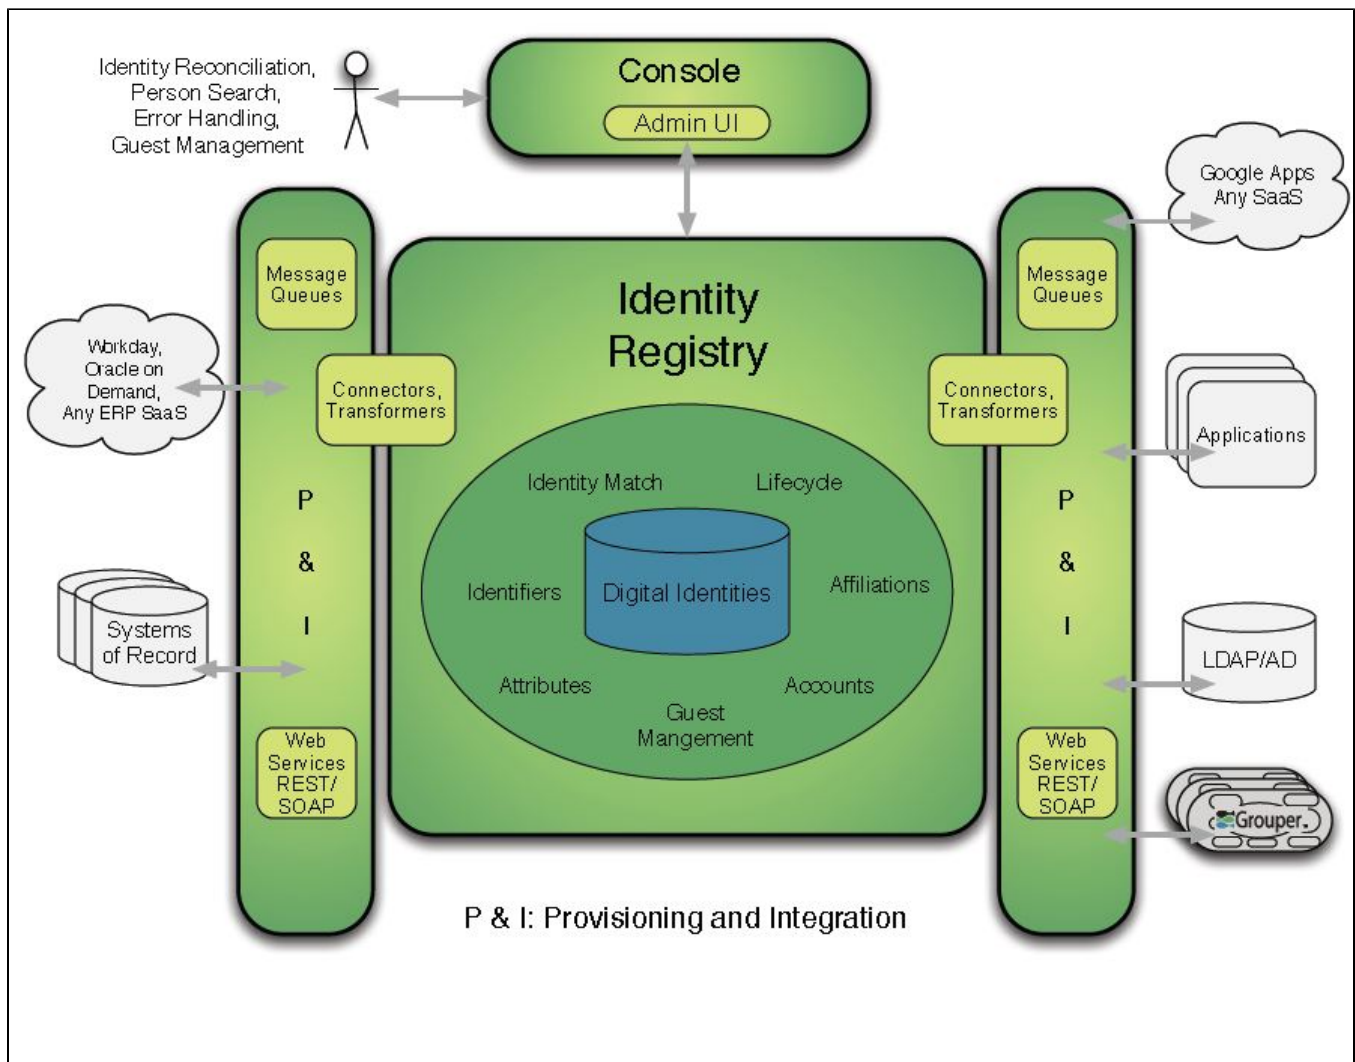 Identity Reconciliation,
Person Search,
Error Handling,
Guest Management
Console
Admin UI
Google Apps
Any SaaS
Message
Queues
Identity
Registry
Message
Queues
Workday,
Oracle on
Demand,
Any ERP SaaS
Connectors,
Transformers
Connectors,
Transformers
Applications
P
&
I
Identity Match
Lifecycle
Identifiers
Digital Identities
Affiliations
Attributes
Accounts
Guest
Mangement
P
&
I
Systems
of Record
LDAP/AD
Web
Services
REST/
SOAP
Web
Services
REST/
SOAP
Grouper
P & I: Provisioning and Integration